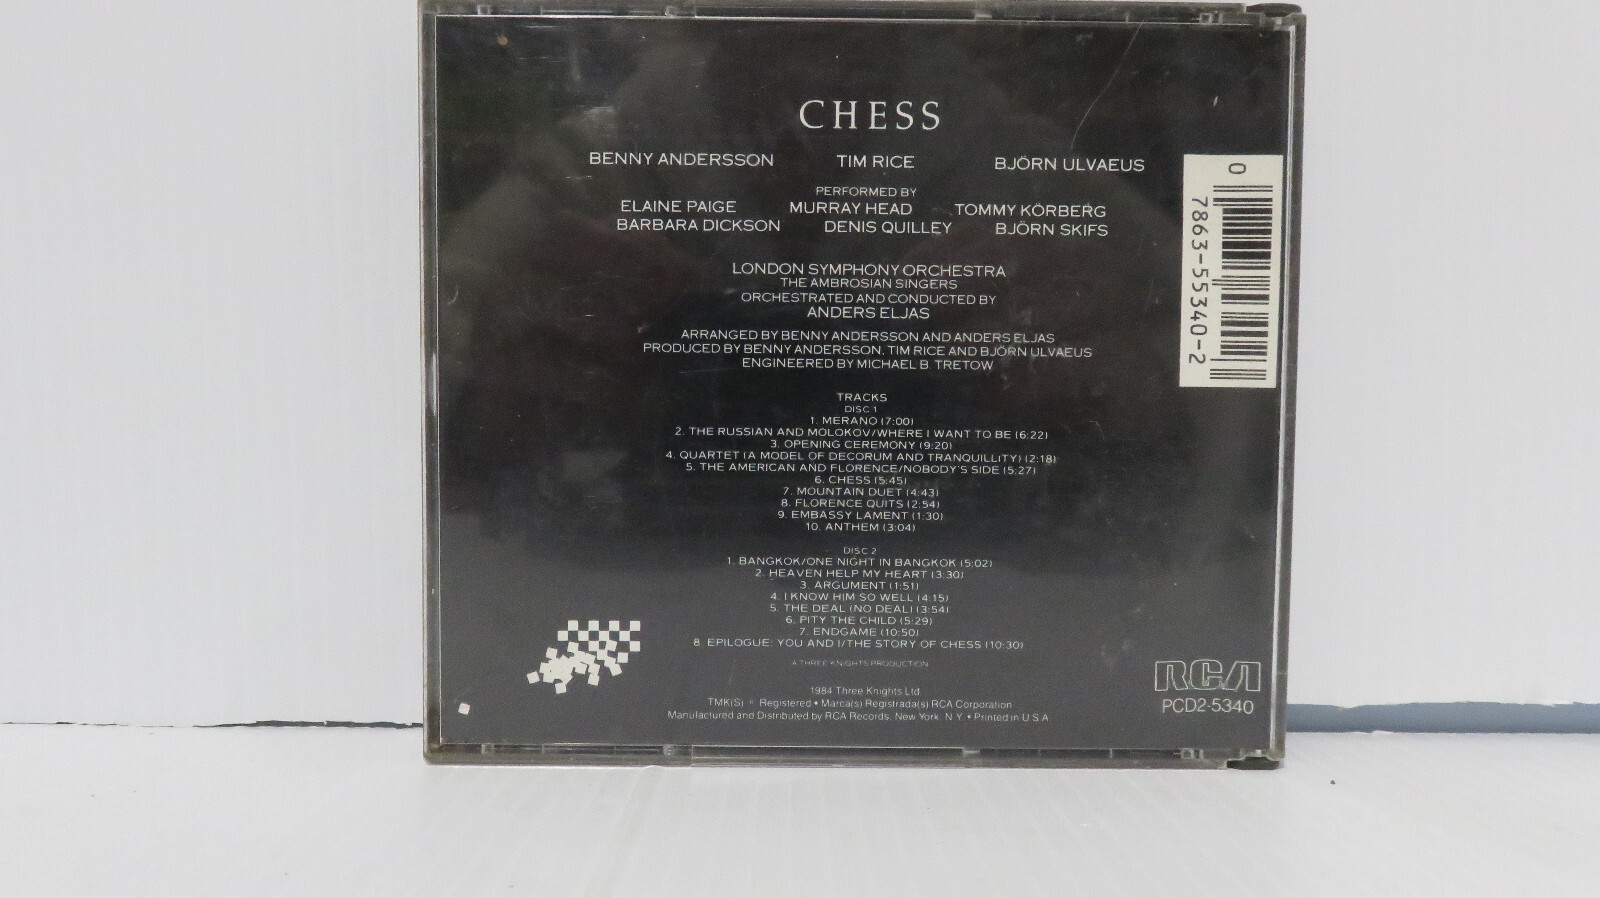 CHESS
BENNY ANDERSSON TIM RICE BJÖRN ULVAEUS
PERFORMED BY
ELAINE PAIGE MURRAY HEAD TOMMY KÖRBERG
BARBARA DICKSON DENIS QUILLEY BJÖRN SKIFS
LONDON SYMPHONY ORCHESTRA
THE AMBROSIAN SINGERS
ORCHESTRATED AND CONDUCTED BY
ANDERS ELJAS
ARRANGED BY BENNY ANDERSSON AND ANDERS ELJAS
PRODUCED BY BENNY ANDERSSON, TIM RICE AND BJÖRN ULVAEUS
ENGINEERED BY MICHAEL B. TRETOW
TRACKS
DISC 1
1. MERANO (7:00)
2. THE RUSSIAN AND MOLOKOV/WHERE I WANT TO BE (6:22)
3. OPENING CEREMONY (9:20)
4. QUARTET (A MODEL OF DECORUM AND TRANQUILLITY) (2:18)
5. THE AMERICAN AND FLORENCE/NOBODY'S SIDE (5:27)
6. CHESS (5:45)
7. MOUNTAIN DUET (4:43)
8. FLORENCE QUITS (2:54)
9. EMBASSY LAMENT (1:30)
10. ANTHEM (3:04)
DISC 2
1. BANGKOK/ONE NIGHT IN BANGKOK (5:02)
2. HEAVEN HELP MY HEART (3:30)
3. ARGUMENT (1:51)
4. I KNOW HIM SO WELL (4:15)
5. THE DEAL (NO DEAL) (3:54)
6. PITY THE CHILD (5:29)
7. ENDGAME (10:50)
8. EPILOGUE: YOU AND I/THE STORY OF CHESS (10:30)
A THREE KNIGHTS PRODUCTION
1984 Three Knights Ltd.
TMK(S) ® Registered • Marca(s) Registrada(s) RCA Corporation
Manufactured and Distributed by RCA Records, New York, N.Y. • Printed in U.S.A.
0 78635-5340-2
RCA
PCD2-5340